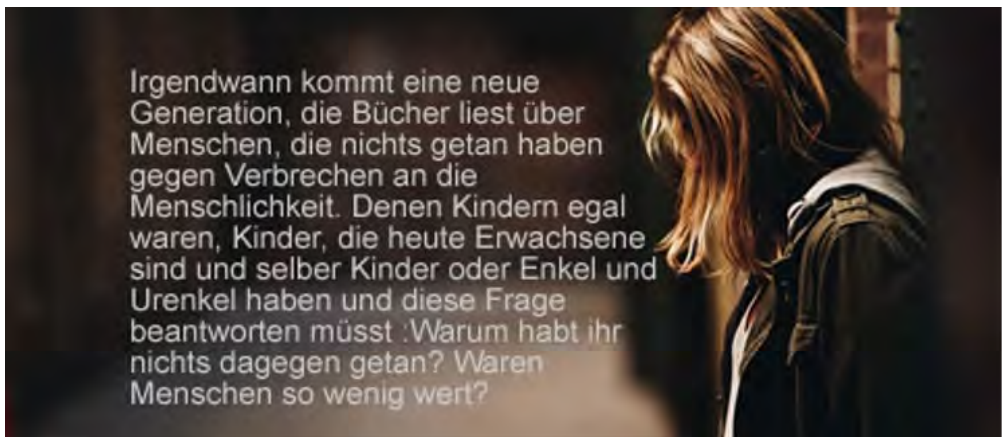 Irgendwann kommt eine neue
Generation, die Bücher liest über
Menschen, die nichts getan haben
gegen Verbrechen an die
Menschlichkeit. Denen Kindern egal
waren, Kinder, die heute Erwachsene
sind und selber Kinder oder Enkel und
Urenkel haben und diese Frage
beantworten müsst :Warum habt ihr
nichts dagegen getan? Waren
Menschen so wenig wert?